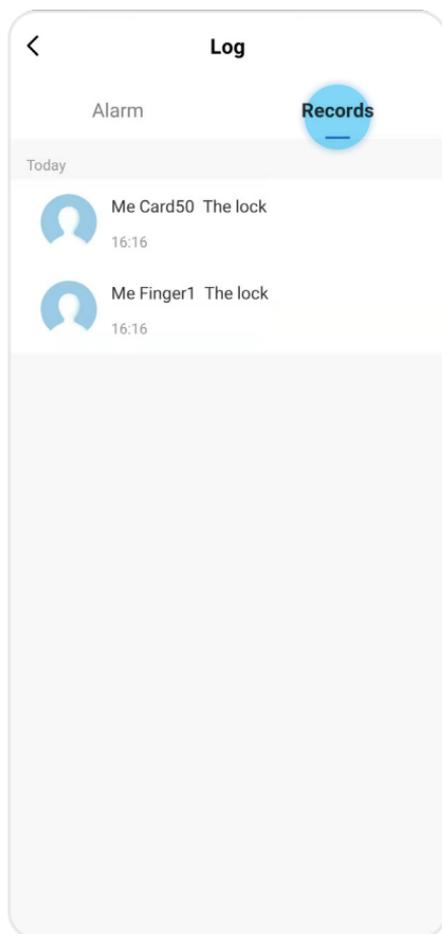 Log
Alarm Records
Today
Me Card50 The lock
16:16
Me Finger1 The lock
16:16